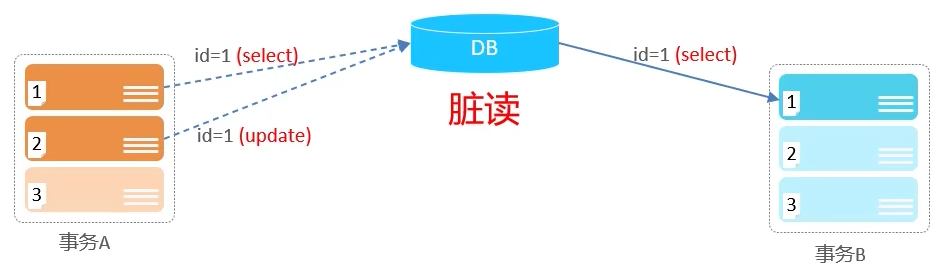 id=1 (select)
id=1 (update)
1
2
3
事务A
DB
脏读
id=1 (select)
1
2
3
事务B